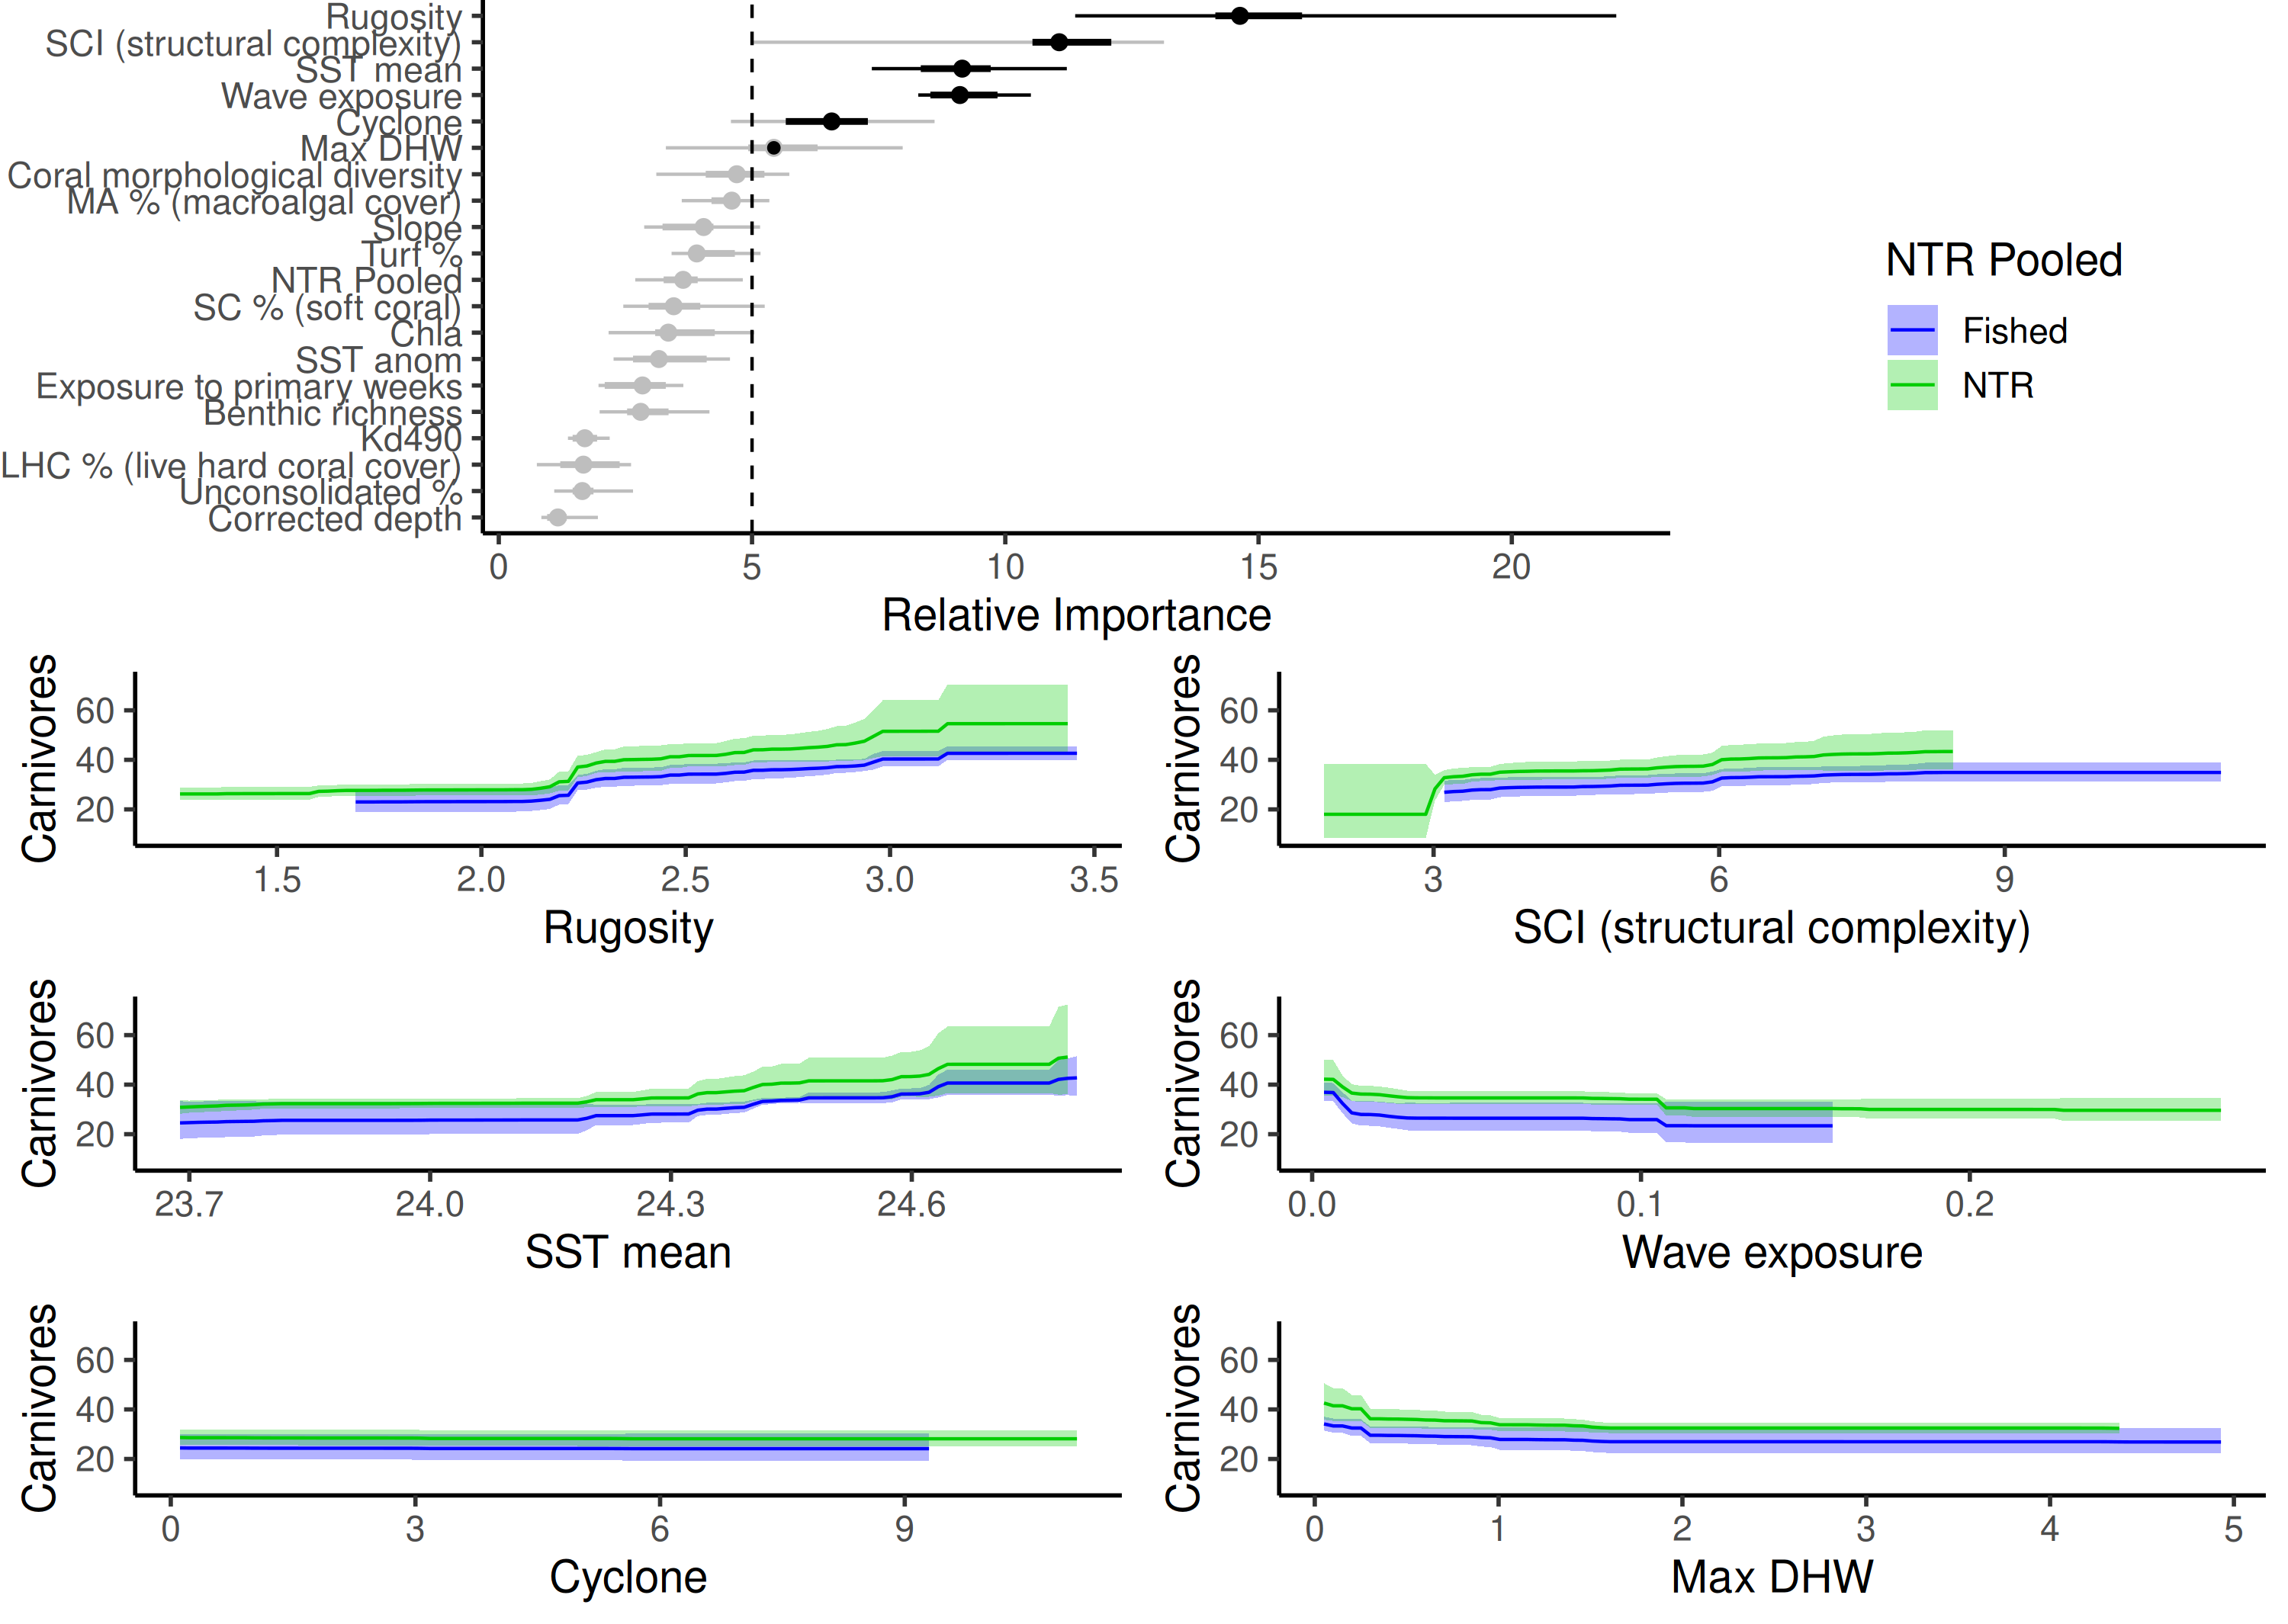 Rugosity
SCI (structural complexity)
SST mean
Wave exposure
Cyclone
Max DHW
Coral morphological diversity
MA % (macroalgal cover)
Slope
Turf %
NTR Pooled
SC % (soft coral)
Chla
SST anom
Exposure to primary weeks
Benthic richness
Kd490
LHC % (live hard coral cover)
Unconsolidated %
Corrected depth
0 5 10 15 20
Relative Importance
NTR Pooled
Fished
NTR
Carnivores
60
40
20
1.5 2.0 2.5 3.0 3.5
Rugosity
Carnivores
60
40
20
3 6 9
SCI (structural complexity)
Carnivores
60
40
20
23.7 24.0 24.3 24.6
SST mean
Carnivores
60
40
20
0.0 0.1 0.2
Wave exposure
Carnivores
60
40
20
0 3 6 9
Cyclone
Carnivores
60
40
20
0 1 2 3 4 5
Max DHW